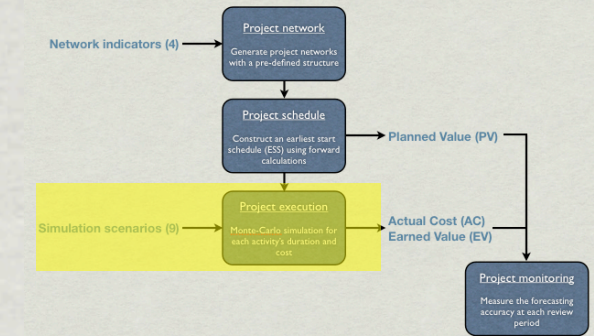 Project network
Network indicators (4)
Generate project networks
with a pre-defined structure
Project schedule
Construct an earliest start
schedule (ESS) using forward
calculations
Planned Value (PV)
Project execution
Simulation scenarios (9)
Monte-Carlo simulation for
each activity's duration and
cost
Actual Cost (AC)
Earned Value (EV)
Project monitoring
Measure the forecasting
accuracy at each review
period